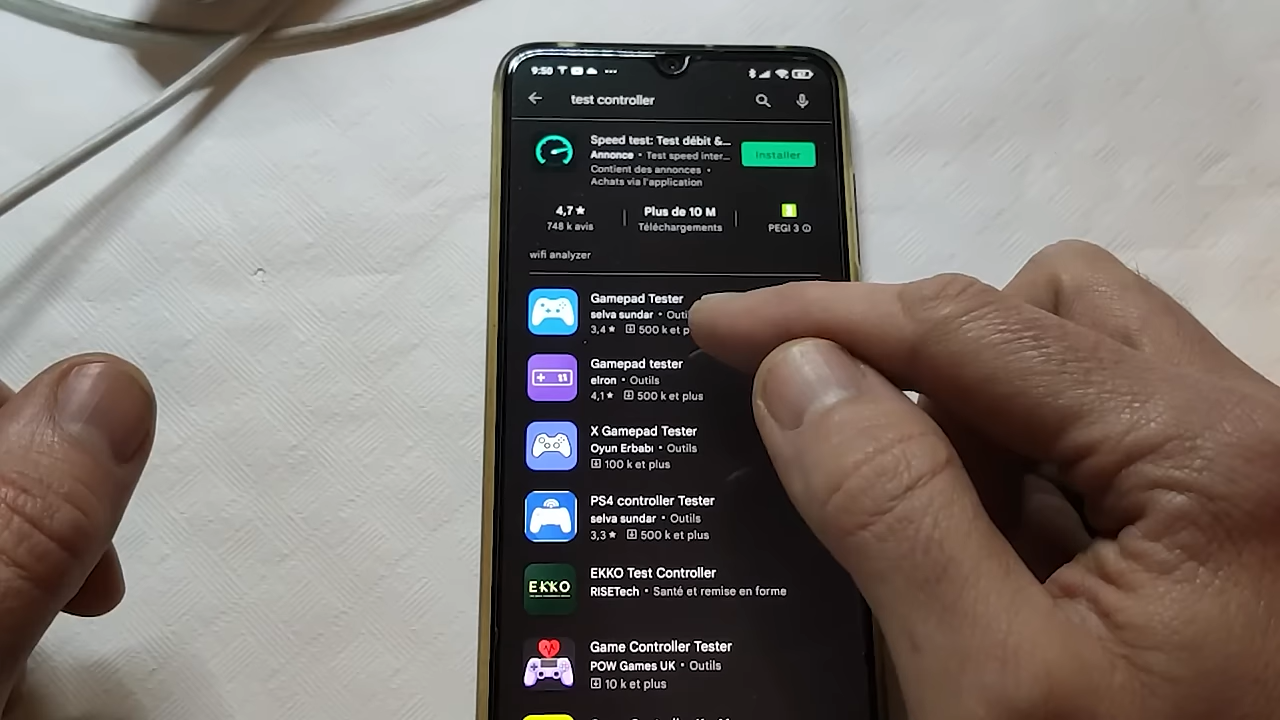 9:50
test controller
Speed test: Test débit &...
Annonce • Test speed inter...
Contient des annonces •
Achats via l'application
Installer
4,7★
748 k avis
Plus de 10 M
Téléchargements
PEGI 3
wifi analyzer
Gamepad Tester
selva sundar •
3,4★ 500 k et
Gamepad tester
elron • Outils
4,1★ 500 k et plus
X Gamepad Tester
Oyun Erbabı • Outils
100 k et plus
PS4 controller Tester
selva sundar • Outils
3,3★ 500 k et plus
EKKO
EKKO Test Controller
RISETech • Santé et remise en forme
Game Controller Tester
POW Games UK • Outils
10 k et plus